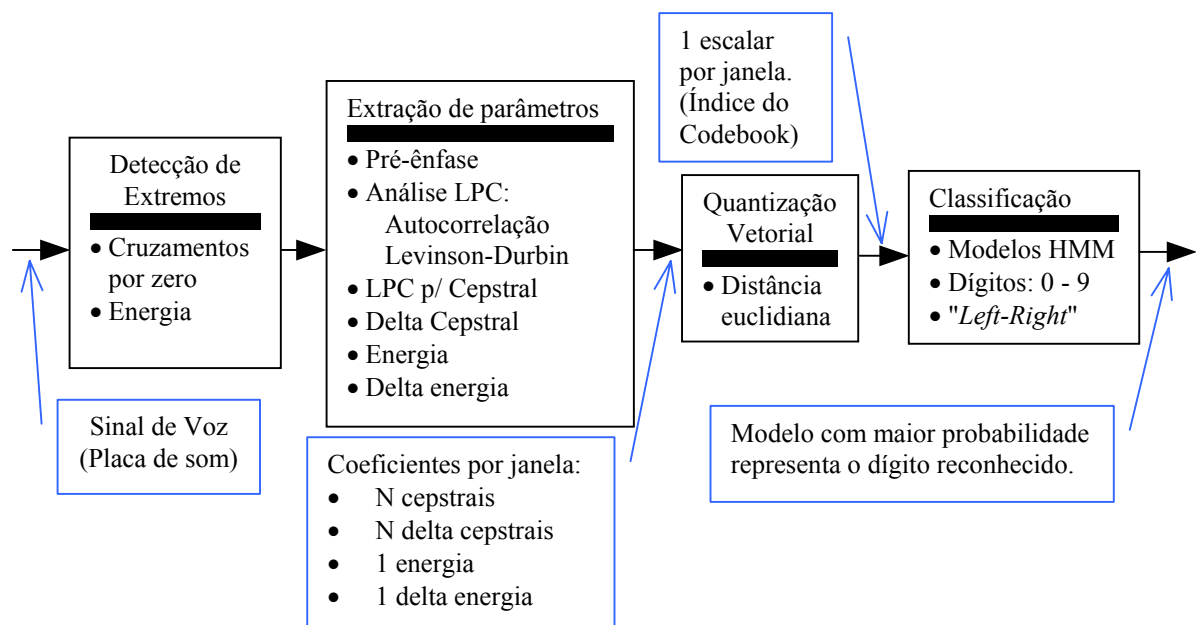 1 escalar
por janela.
(Índice do
Codebook)
Extração de parâmetros
• Pré-ênfase
• Análise LPC:
Autocorrelação
Levinson-Durbin
• LPC p/ Cepstral
• Delta Cepstral
• Energia
• Delta energia
Detecção de
Extremos
• Cruzamentos
por zero
• Energia
Quantização
Vetorial
• Distância
euclidiana
Classificação
• Modelos HMM
• Dígitos: 0 - 9
• "Left-Right"
Sinal de Voz
(Placa de som)
Coeficientes por janela:
• N cepstrais
• N delta cepstrais
• 1 energia
• 1 delta energia
Modelo com maior probabilidade
representa o dígito reconhecido.